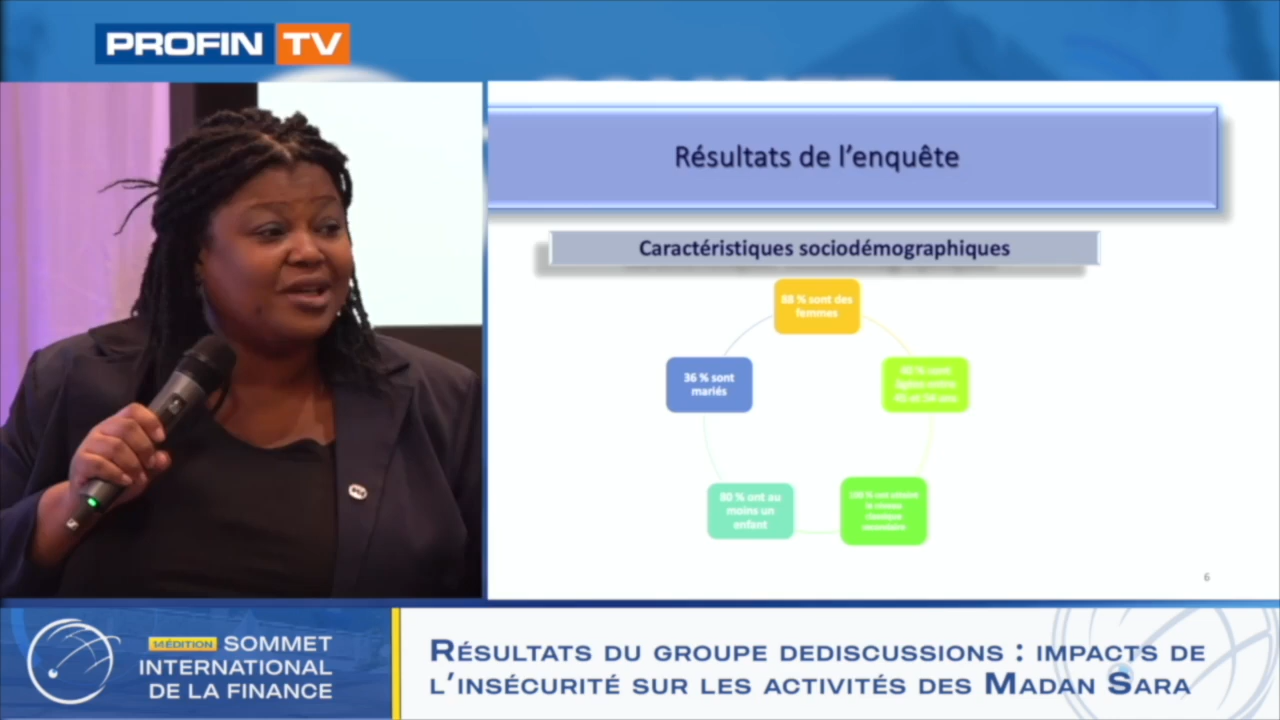 PROFIN TV
Résultats de l'enquête
Caractéristiques sociodémographiques
88 % sont des
femmes
36 % sont
mariés
80 % ont au
moins un
enfant
6
14 ÉDITION SOMMET
INTERNATIONAL
DE LA FINANCE
RÉSULTATS DU GROUPE DEDISCUSSIONS : IMPACTS DE
L'INSÉCURITÉ SUR LES ACTIVITÉS DES MADAN SARA